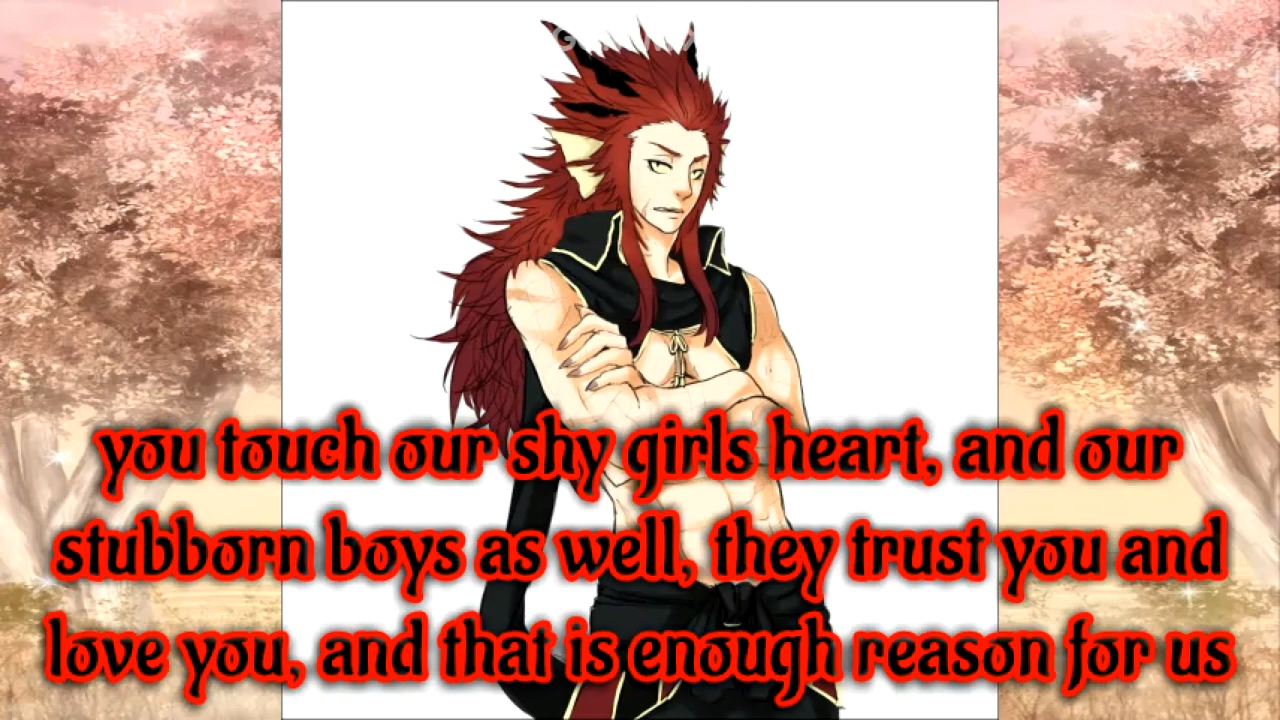 you touch our shy girls heart, and our
stubborn boys as well, they trust you and
love you, and that is enough reason for us